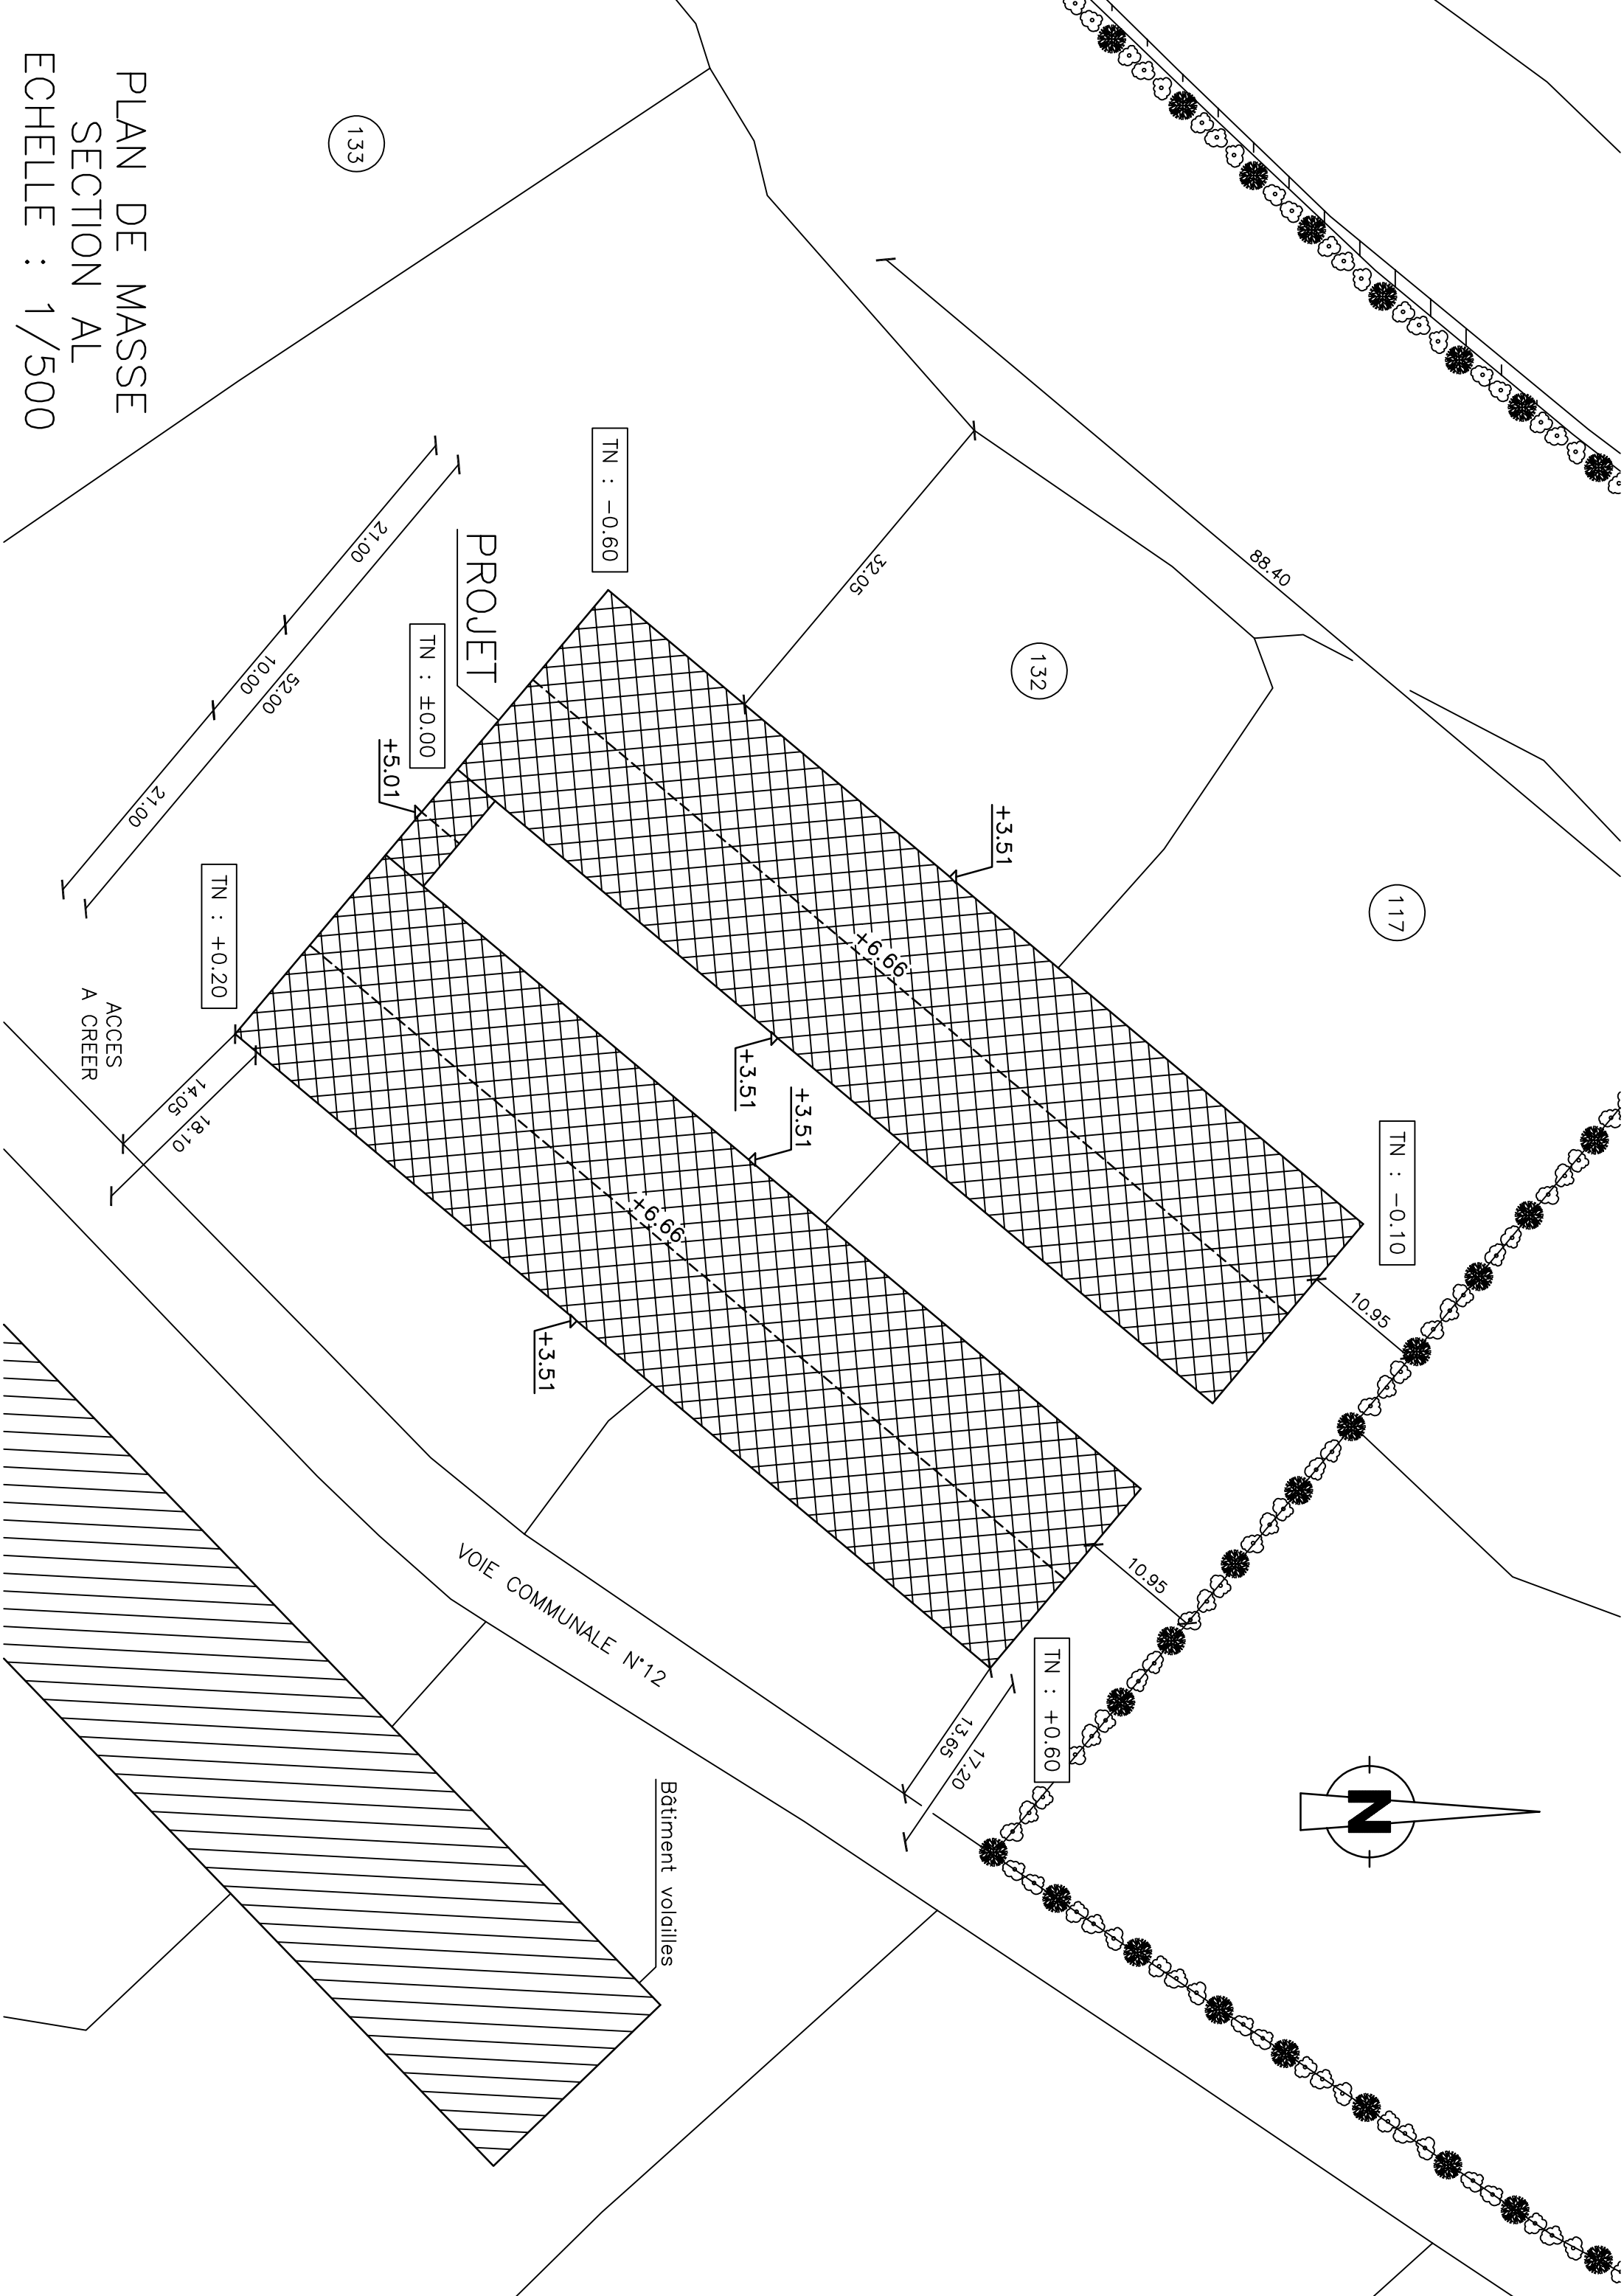 PLAN DE MASSE
SECTION AL
ECHELLE : 1/500
133
132
117
88.40
32.05
TN : -0.60
PROJET
TN : ±0.00
+5.01
21.00
10.00
52.00
21.00
TN : +0.20
ACCES
A CREER
14.05
18.10
+3.51
+6.66
+3.51
+3.51
+6.66
+3.51
TN : -0.10
10.95
10.95
TN : +0.60
13.65
17.20
VOIE COMMUNALE N°12
Bâtiment volailles
N